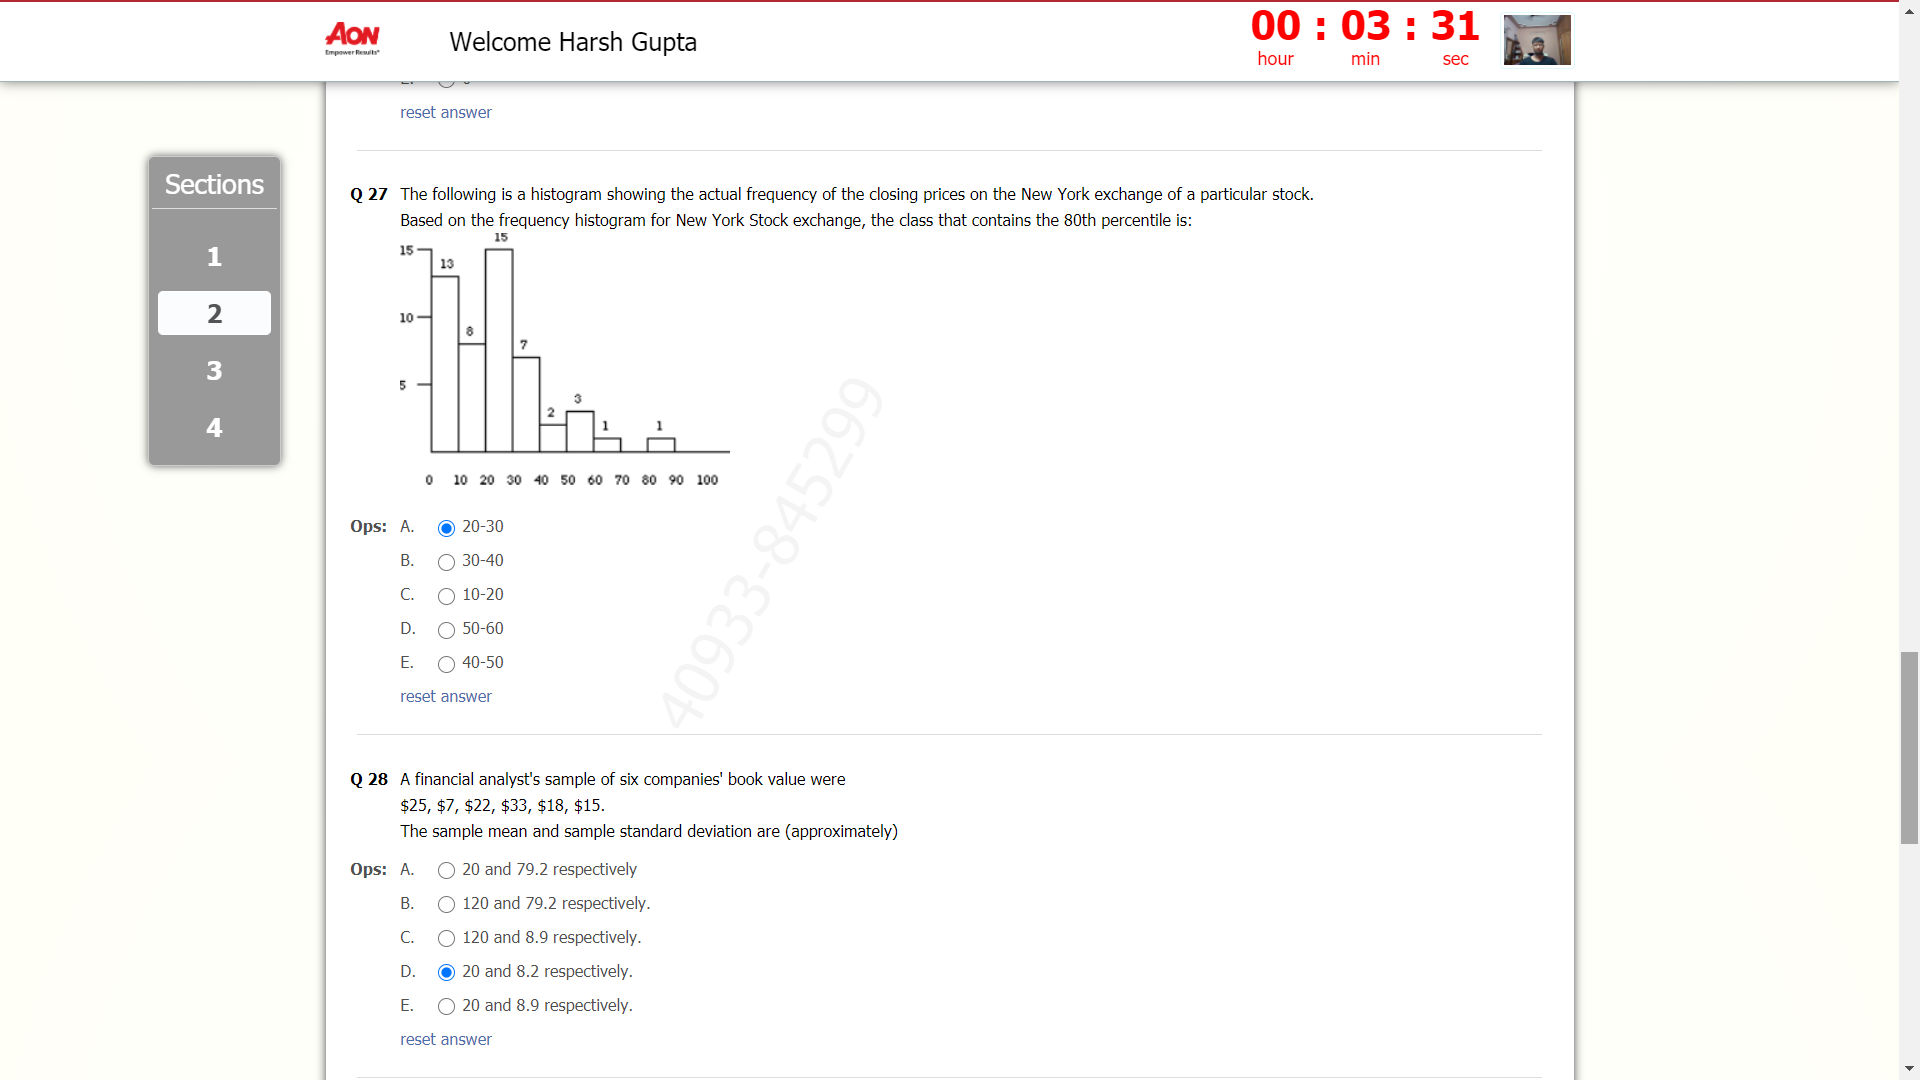 AON
Empower Results®
Welcome Harsh Gupta
00 : 03 : 31
hour min sec
reset answer
Sections
1
2
3
4
Q 27 The following is a histogram showing the actual frequency of the closing prices on the New York exchange of a particular stock.
Based on the frequency histogram for New York Stock exchange, the class that contains the 80th percentile is:
15
15
13
10
8
7
5
3
2
1
1
0 10 20 30 40 50 60 70 80 90 100
Ops: A. 20-30
B. 30-40
C. 10-20
D. 50-60
E. 40-50
reset answer
40933-845299
Q 28 A financial analyst's sample of six companies' book value were
$25, $7, $22, $33, $18, $15.
The sample mean and sample standard deviation are (approximately)
Ops: A. 20 and 79.2 respectively
B. 120 and 79.2 respectively.
C. 120 and 8.9 respectively.
D. 20 and 8.2 respectively.
E. 20 and 8.9 respectively.
reset answer